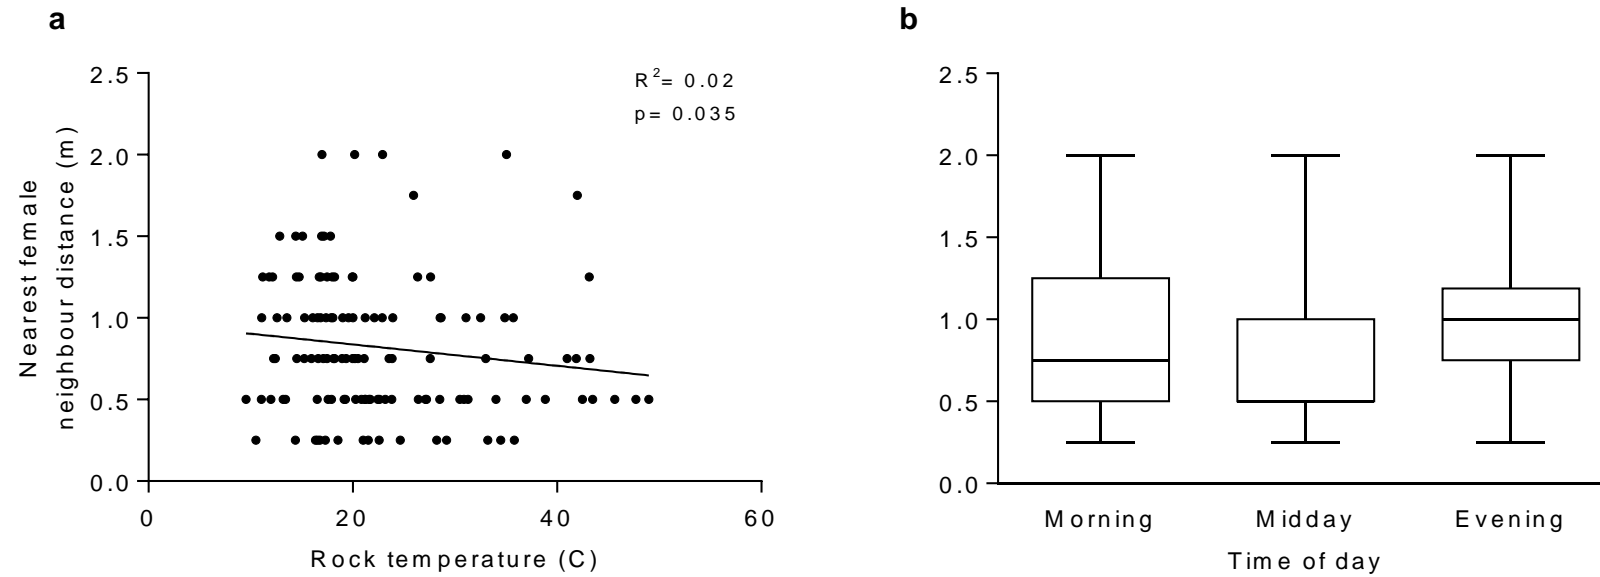 a
R²= 0.02
p= 0.035
2.5
2.0
1.5
1.0
0.5
0.0
Nearest female
neighbour distance (m)
0 20 40 60
Rock temperature (C)
b
2.5
2.0
1.5
1.0
0.5
0.0
Morning Midday Evening
Time of day